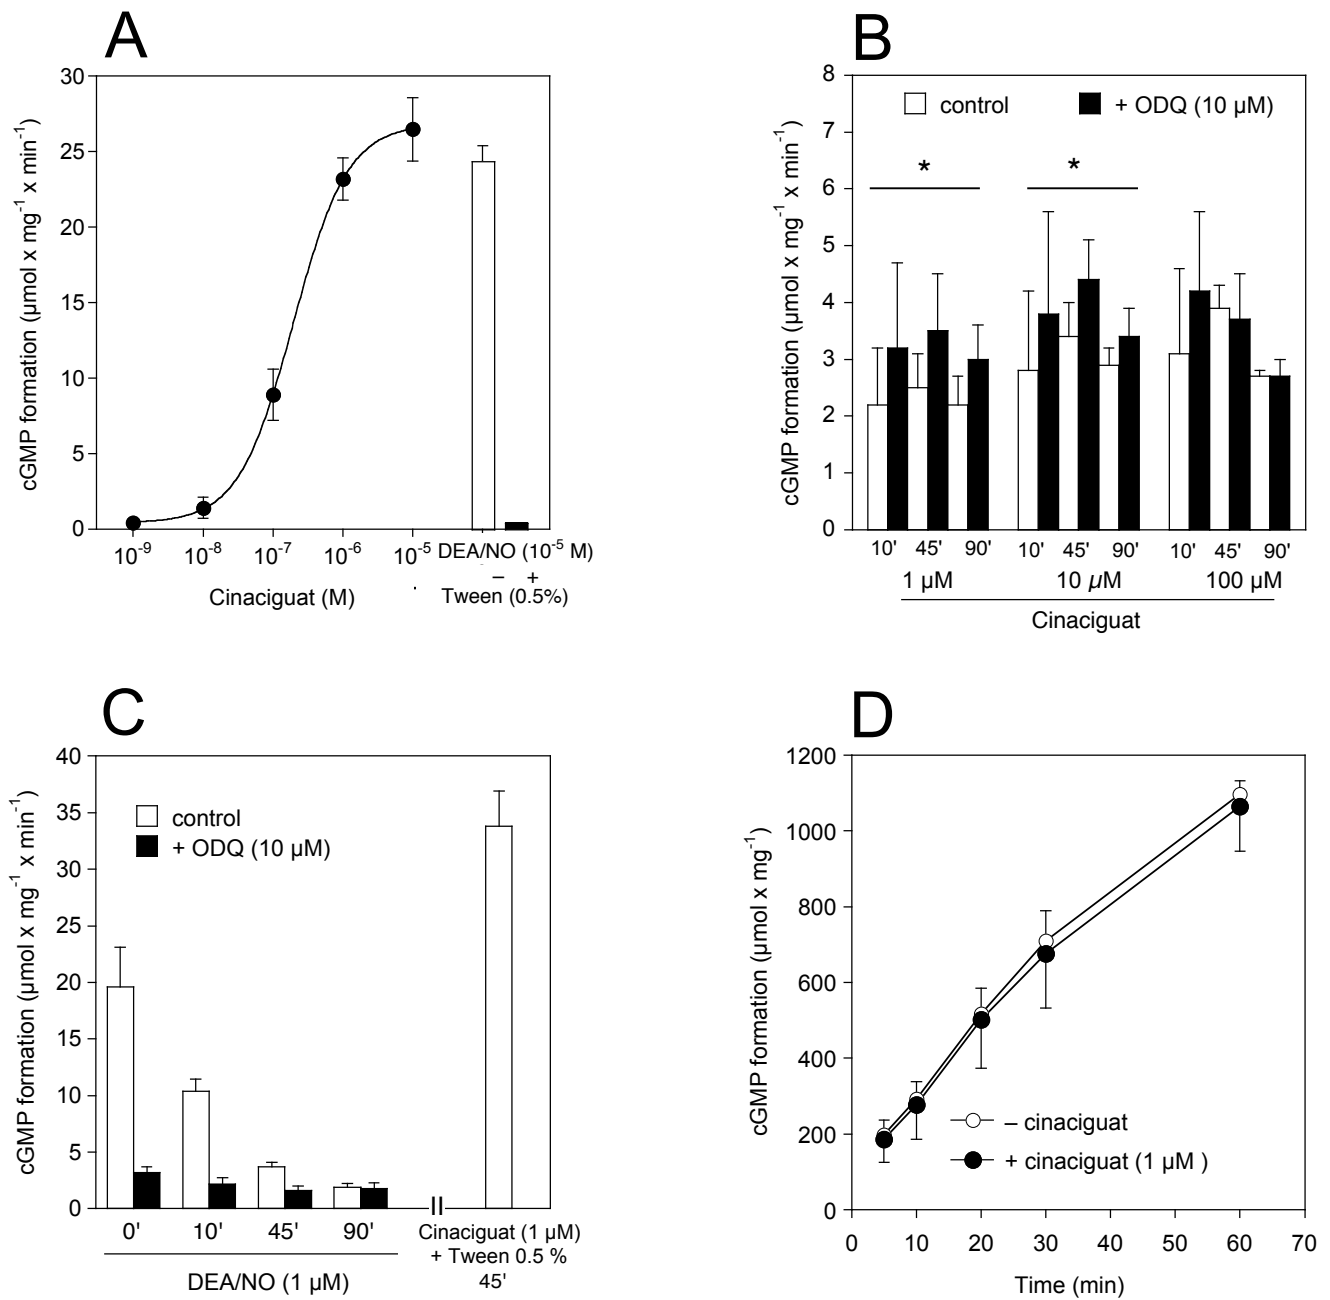 A
cGMP formation (µmol x mg⁻¹ x min⁻¹)
30
25
20
15
10
5
0
10⁻⁹ 10⁻⁸ 10⁻⁷ 10⁻⁶ 10⁻⁵ DEA/NO (10⁻⁵ M)
– +
Cinaciguat (M) Tween (0.5%)
B
cGMP formation (µmol x mg⁻¹ x min⁻¹)
8
7
6
5
4
3
2
1
0
control + ODQ (10 µM)
* *
10' 45' 90' 10' 45' 90' 10' 45' 90'
1 µM 10 µM 100 µM
Cinaciguat
C
cGMP formation (µmol x mg⁻¹ x min⁻¹)
40
35
30
25
20
15
10
5
0
control
+ ODQ (10 µM)
0' 10' 45' 90' Cinaciguat (1 µM)
+ Tween 0.5 %
DEA/NO (1 µM) 45'
D
cGMP formation (µmol x mg⁻¹)
1200
1000
800
600
400
200
0
– cinaciguat
+ cinaciguat (1 µM )
0 10 20 30 40 50 60 70
Time (min)